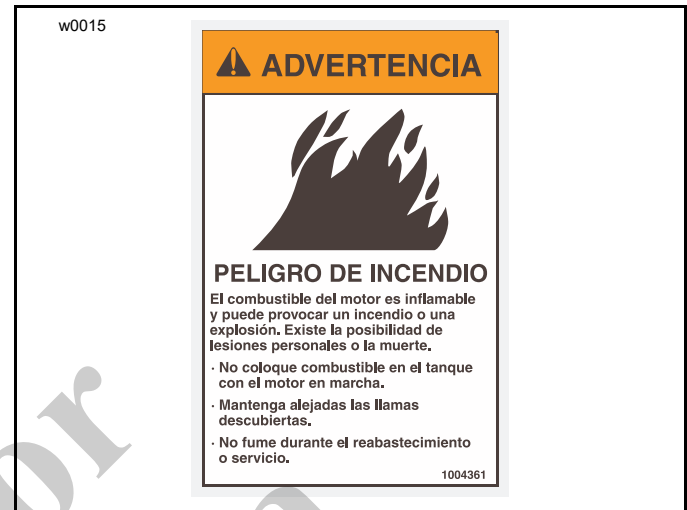 w0015
ADVERTENCIA
PELIGRO DE INCENDIO
El combustible del motor es inflamable
y puede provocar un incendio o una
explosión. Existe la posibilidad de
lesiones personales o la muerte.
· No coloque combustible en el tanque
con el motor en marcha.
· Mantenga alejadas las llamas
descubiertas.
· No fume durante el reabastecimiento
o servicio.
1004361
or